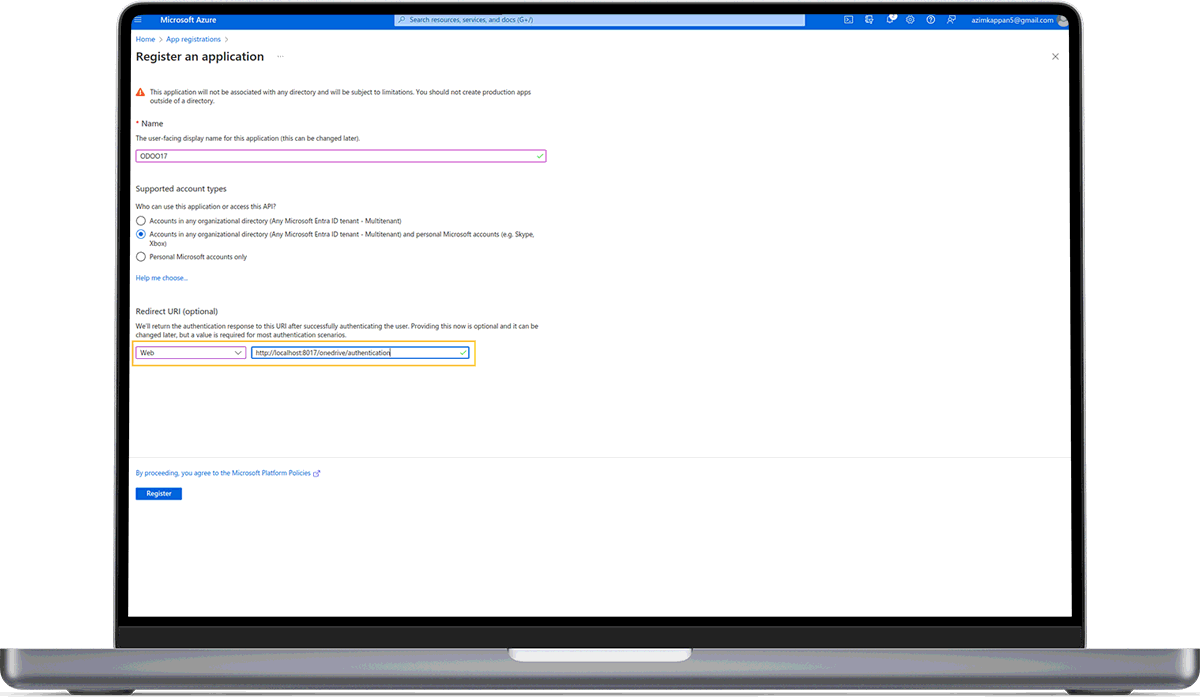 Microsoft Azure
Search resources, services, and docs (G+/)
azimkappan5@gmail.com
Home > App registrations >
Register an application ...
This application will not be associated with any directory and will be subject to limitations. You should not create production apps
outside of a directory.
* Name
The user-facing display name for this application (this can be changed later).
ODOO17
Supported account types
Who can use this application or access this API?
Accounts in any organizational directory (Any Microsoft Entra ID tenant - Multitenant)
Accounts in any organizational directory (Any Microsoft Entra ID tenant - Multitenant) and personal Microsoft accounts (e.g. Skype,
Xbox)
Personal Microsoft accounts only
Help me choose...
Redirect URI (optional)
We'll return the authentication response to this URI after successfully authenticating the user. Providing this now is optional and it can be
changed later, but a value is required for most authentication scenarios.
Web
http://localhost:8017/onedrive/authentication
By proceeding, you agree to the Microsoft Platform Policies
Register